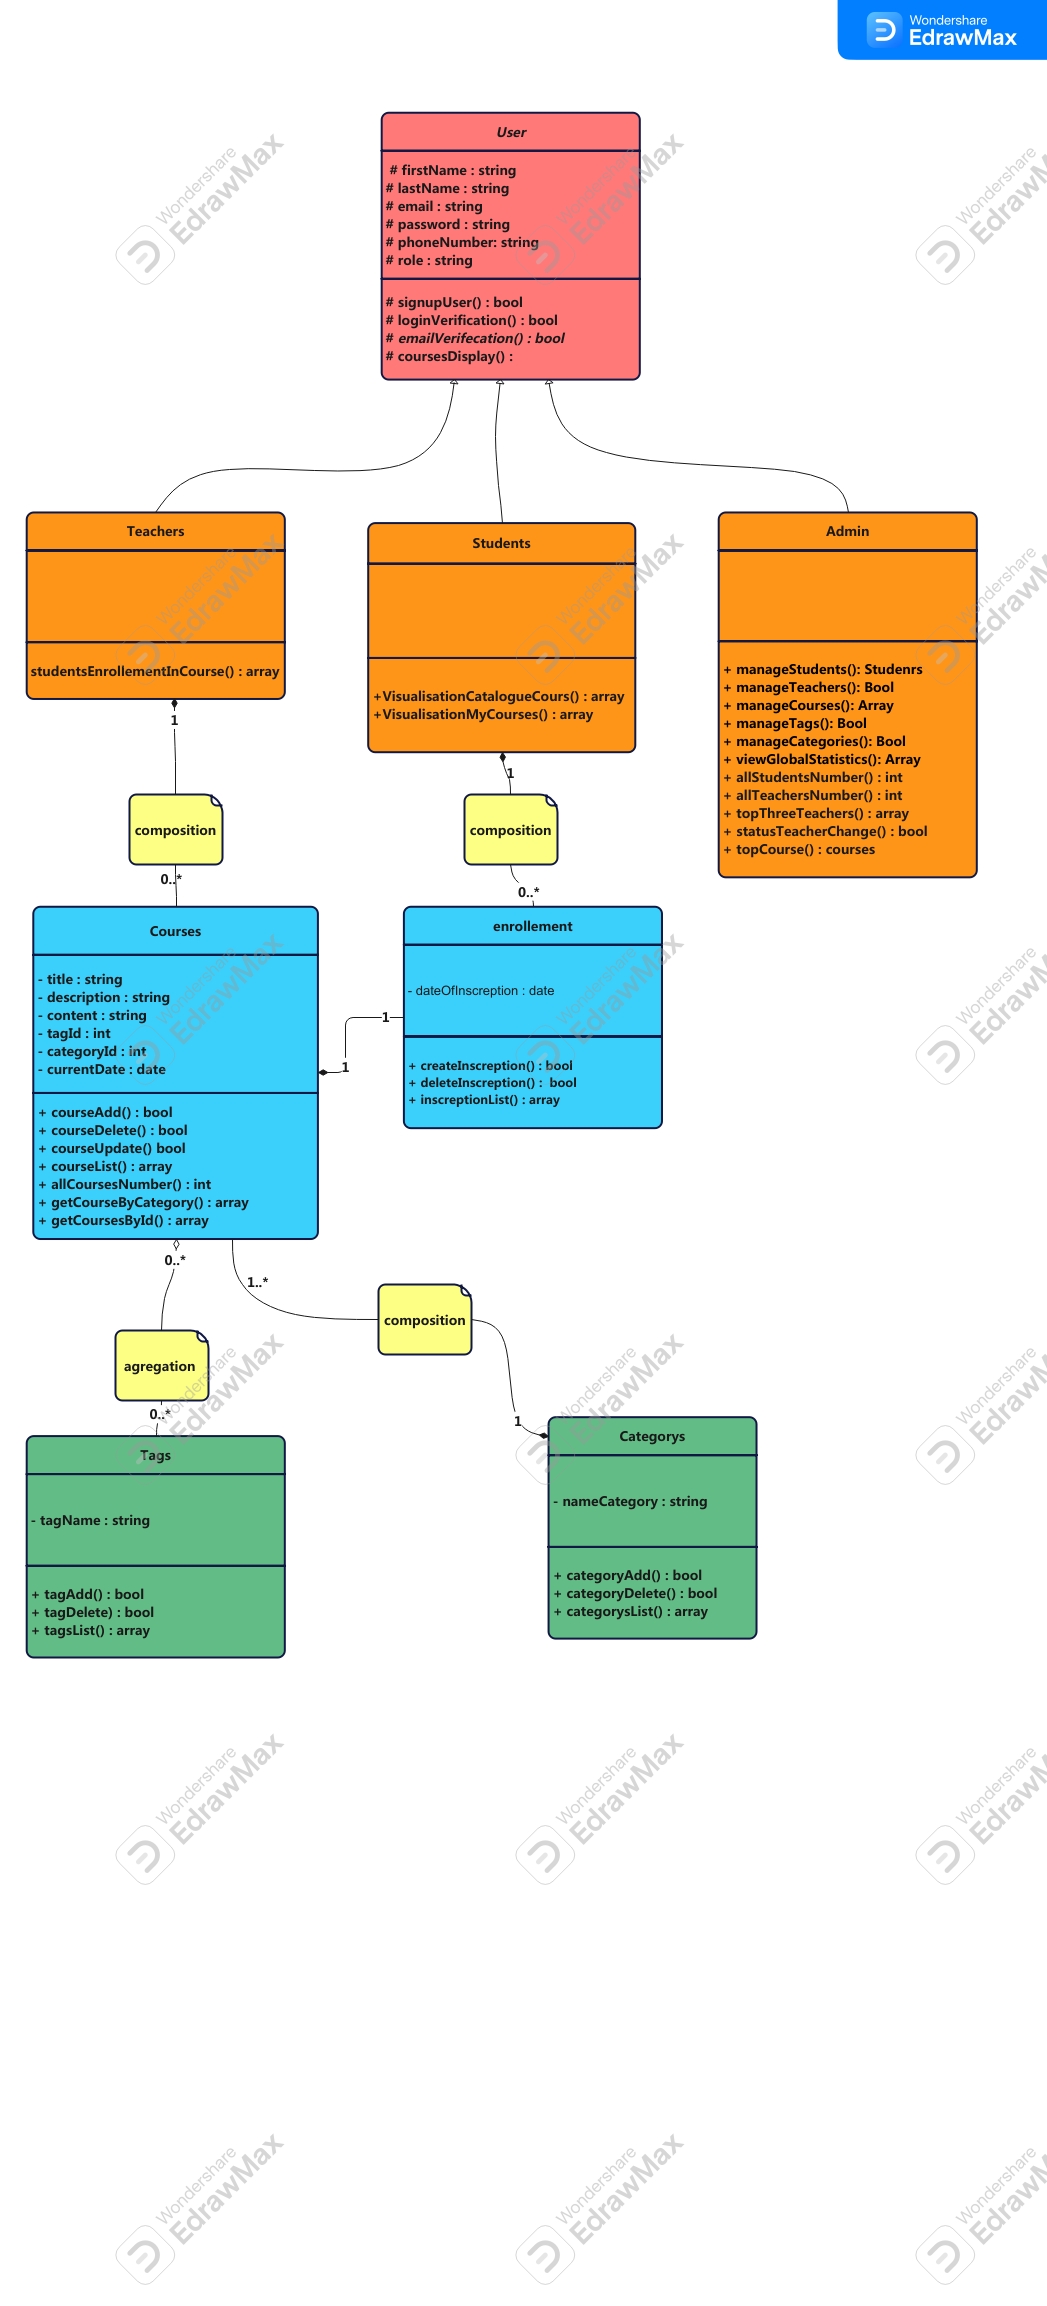 Wondershare
EdrawMax
User
# firstName : string
# lastName : string
# email : string
# password : string
# phoneNumber: string
# role : string
# signupUser() : bool
# loginVerification() : bool
# emailVerifecation() : bool
# coursesDisplay() :
Teachers
studentsEnrollementInCourse() : array
Students
+VisualisationCatalogueCours() : array
+VisualisationMyCourses() : array
Admin
+ manageStudents(): Studenrs
+ manageTeachers(): Bool
+ manageCourses(): Array
+ manageTags(): Bool
+ manageCategories(): Bool
+ viewGlobalStatistics(): Array
+ allStudentsNumber() : int
+ allTeachersNumber() : int
+ topThreeTeachers() : array
+ statusTeacherChange() : bool
+ topCourse() : courses
1
composition
0..*
1
composition
0..*
Courses
- title : string
- description : string
- content : string
- tagId : int
- categoryId : int
- currentDate : date
+ courseAdd() : bool
+ courseDelete() : bool
+ courseUpdate() bool
+ courseList() : array
+ allCoursesNumber() : int
+ getCourseByCategory() : array
+ getCoursesById() : array
enrollement
- dateOfInscreption : date
+ createInscreption() : bool
+ deleteInscreption() :  bool
+ inscreptionList() : array
1
1
0..*
agregation
0..*
1..*
composition
1
Tags
- tagName : string
+ tagAdd() : bool
+ tagDelete) : bool
+ tagsList() : array
Categorys
- nameCategory : string
+ categoryAdd() : bool
+ categoryDelete() : bool
+ categorysList() : array